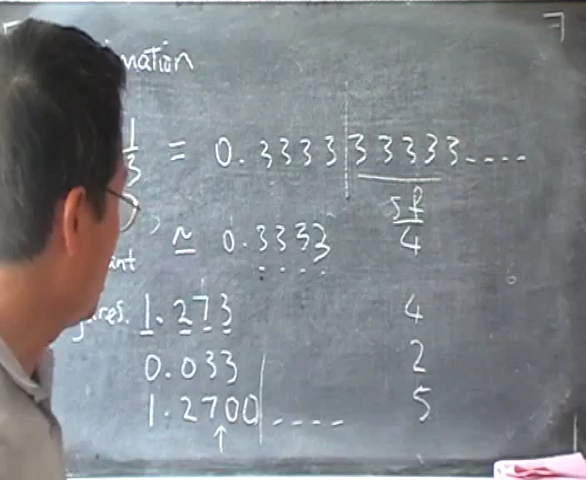 mation
1/3 = 0.3333|33333....
sf
≃ 0.3333 4
1.273 4
0.033 2
1.2700|.... 5
↑